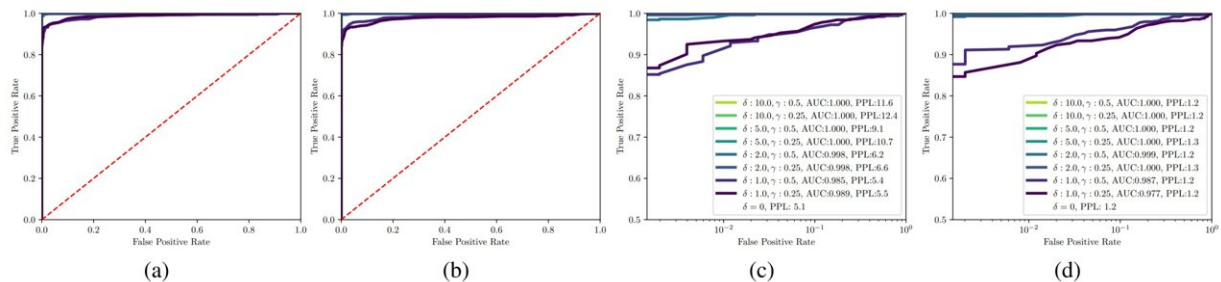 1.0
0.8
0.6
0.4
0.2
0.0
True Positive Rate
0.0 0.2 0.4 0.6 0.8 1.0
False Positive Rate
(a)
1.0
0.8
0.6
0.4
0.2
0.0
True Positive Rate
0.0 0.2 0.4 0.6 0.8 1.0
False Positive Rate
(b)
1.0
0.9
0.8
0.7
0.6
0.5
True Positive Rate
δ : 10.0, γ : 0.5, AUC:1.000, PPL:11.6
δ : 10.0, γ : 0.25, AUC:1.000, PPL:12.4
δ : 5.0, γ : 0.5, AUC:1.000, PPL:9.1
δ : 5.0, γ : 0.25, AUC:1.000, PPL:10.7
δ : 2.0, γ : 0.5, AUC:0.998, PPL:6.2
δ : 2.0, γ : 0.25, AUC:0.998, PPL:6.6
δ : 1.0, γ : 0.5, AUC:0.985, PPL:5.4
δ : 1.0, γ : 0.25, AUC:0.989, PPL:5.5
δ=0, PPL: 5.1
10⁻² 10⁻¹ 10⁰
False Positive Rate
(c)
1.0
0.9
0.8
0.7
0.6
0.5
True Positive Rate
δ : 10.0, γ : 0.5, AUC:1.000, PPL:1.2
δ : 10.0, γ : 0.25, AUC:1.000, PPL:1.2
δ : 5.0, γ : 0.5, AUC:1.000, PPL:1.2
δ : 5.0, γ : 0.25, AUC:1.000, PPL:1.3
δ : 2.0, γ : 0.5, AUC:0.999, PPL:1.2
δ : 2.0, γ : 0.25, AUC:1.000, PPL:1.3
δ : 1.0, γ : 0.5, AUC:0.987, PPL:1.2
δ : 1.0, γ : 0.25, AUC:0.977, PPL:1.2
δ=0, PPL: 1.2
10⁻² 10⁻¹ 10⁰
False Positive Rate
(d)